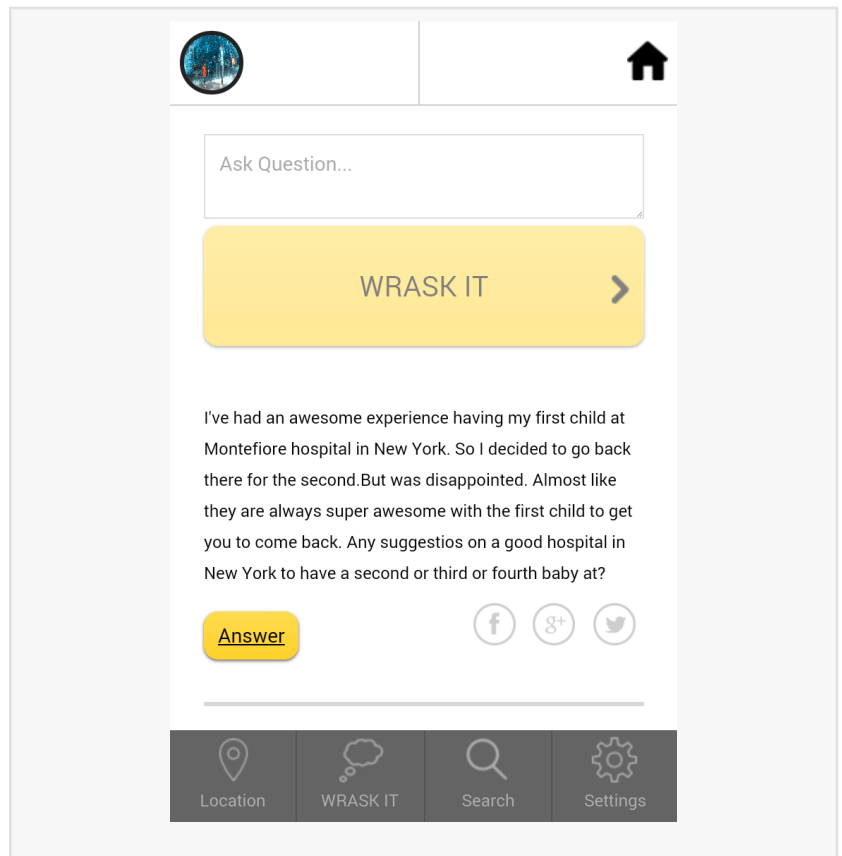 Ask Question...
WRASK IT
I've had an awesome experience having my first child at
Montefiore hospital in New York. So I decided to go back
there for the second.But was disappointed. Almost like
they are always super awesome with the first child to get
you to come back. Any suggestios on a good hospital in
New York to have a second or third or fourth baby at?
Answer
f g+
Location WRASK IT Search Settings